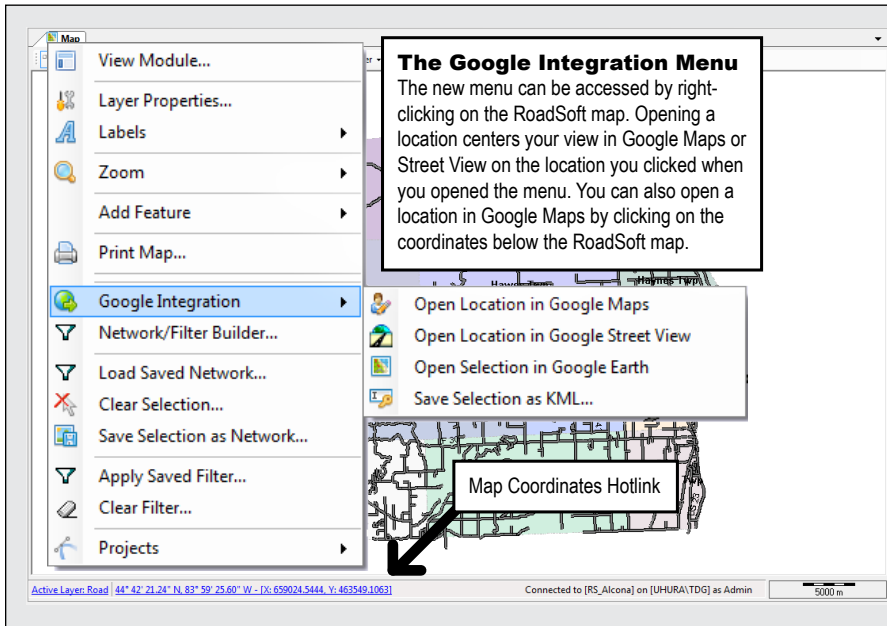 Map
View Module...
Layer Properties...
Labels
Zoom
Add Feature
Print Map...
Google Integration
Network/Filter Builder...
Load Saved Network...
Clear Selection...
Save Selection as Network...
Apply Saved Filter...
Clear Filter...
Projects
The Google Integration Menu
The new menu can be accessed by right-
clicking on the RoadSoft map. Opening a
location centers your view in Google Maps or
Street View on the location you clicked when
you opened the menu. You can also open a
location in Google Maps by clicking on the
coordinates below the RoadSoft map.
Haynes Twp
Open Location in Google Maps
Open Location in Google Street View
Open Selection in Google Earth
Save Selection as KML...
Map Coordinates Hotlink
Active Layer: Road 44° 42' 21.24" N, 83° 59' 25.60" W - [X: 659024.5444, Y: 463549.1063]
Connected to [RS_Alcona] on [UHURA\TDG] as Admin
5000 m